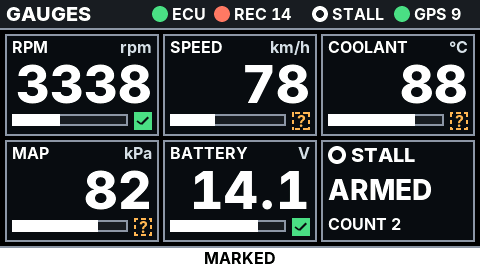 GAUGES ECU REC 14 STALL GPS 9
RPM rpm SPEED km/h COOLANT °C
3338 78 88
? ?
MAP kPa BATTERY V STALL
82 14.1 ARMED
? COUNT 2
MARKED